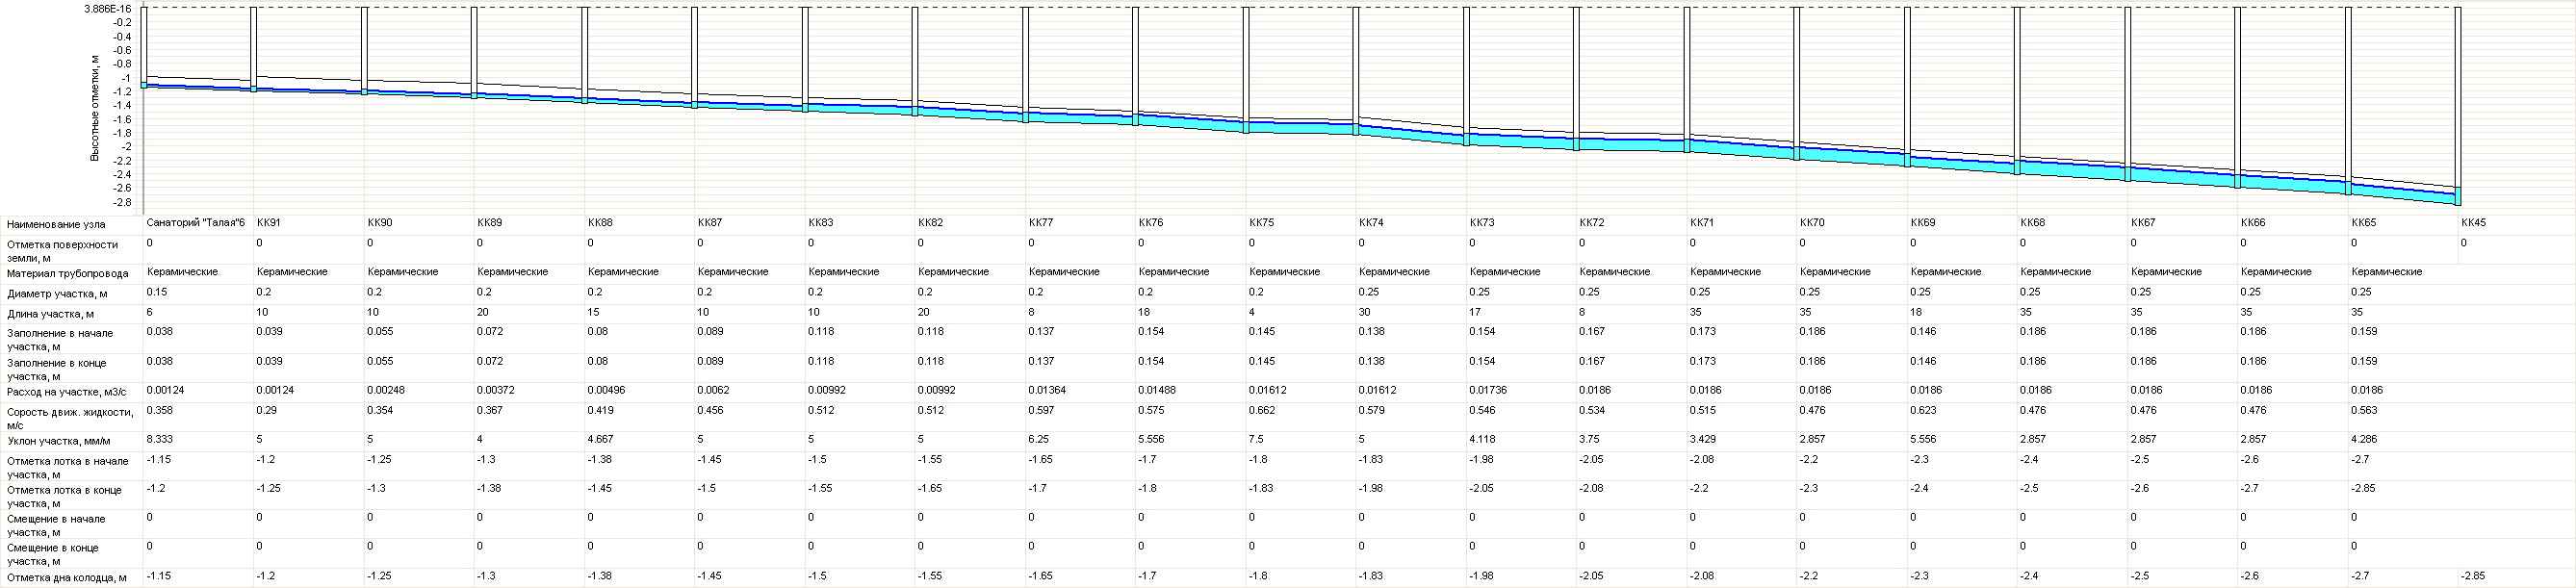 3.886E-16
-0.2
-0.4
-0.6
-0.8
-1
-1.2
-1.4
-1.6
-1.8
-2
-2.2
-2.4
-2.6
-2.8
Высотные отметки, м
Наименование узла Санаторий "Талая"6 КК91 КК90 КК89 КК88 КК87 КК83 КК82 КК77 КК76 КК75 КК74 КК73 КК72 КК71 КК70 КК69 КК68 КК67 КК66 КК65 КК45
Отметка поверхности 0 0 0 0 0 0 0 0 0 0 0 0 0 0 0 0 0 0 0 0 0 0
земли, м
Материал трубопровода Керамические Керамические Керамические Керамические Керамические Керамические Керамические Керамические Керамические Керамические Керамические Керамические Керамические Керамические Керамические Керамические Керамические Керамические Керамические Керамические Керамические
Диаметр участка, м 0.15 0.2 0.2 0.2 0.2 0.2 0.2 0.2 0.2 0.2 0.2 0.25 0.25 0.25 0.25 0.25 0.25 0.25 0.25 0.25 0.25
Длина участка, м 6 10 10 20 15 10 10 20 8 18 4 30 17 8 35 35 18 35 35 35 35
Заполнение в начале 0.038 0.039 0.055 0.072 0.08 0.089 0.118 0.118 0.137 0.154 0.145 0.138 0.154 0.167 0.173 0.186 0.146 0.186 0.186 0.186 0.159
участка, м
Заполнение в конце 0.038 0.039 0.055 0.072 0.08 0.089 0.118 0.118 0.137 0.154 0.145 0.138 0.154 0.167 0.173 0.186 0.146 0.186 0.186 0.186 0.159
участка, м
Расход на участке, м3/с 0.00124 0.00124 0.00248 0.00372 0.00496 0.0062 0.00992 0.00992 0.01364 0.01488 0.01612 0.01612 0.01736 0.0186 0.0186 0.0186 0.0186 0.0186 0.0186 0.0186 0.0186
Сорость движ. жидкости, 0.358 0.29 0.354 0.367 0.419 0.456 0.512 0.512 0.597 0.575 0.662 0.579 0.546 0.534 0.515 0.476 0.623 0.476 0.476 0.476 0.563
м/с
Уклон участка, мм/м 8.333 5 5 4 4.667 5 5 5 6.25 5.556 7.5 5 4.118 3.75 3.429 2.857 5.556 2.857 2.857 2.857 4.286
Отметка лотка в начале -1.15 -1.2 -1.25 -1.3 -1.38 -1.45 -1.5 -1.55 -1.65 -1.7 -1.8 -1.83 -1.98 -2.05 -2.08 -2.2 -2.3 -2.4 -2.5 -2.6 -2.7
участка, м
Отметка лотка в конце -1.2 -1.25 -1.3 -1.38 -1.45 -1.5 -1.55 -1.65 -1.7 -1.8 -1.83 -1.98 -2.05 -2.08 -2.2 -2.3 -2.4 -2.5 -2.6 -2.7 -2.85
участка, м
Смещение в начале 0 0 0 0 0 0 0 0 0 0 0 0 0 0 0 0 0 0 0 0 0
участка, м
Смещение в конце 0 0 0 0 0 0 0 0 0 0 0 0 0 0 0 0 0 0 0 0 0
участка, м
Отметка дна колодца, м -1.15 -1.2 -1.25 -1.3 -1.38 -1.45 -1.5 -1.55 -1.65 -1.7 -1.8 -1.83 -1.98 -2.05 -2.08 -2.2 -2.3 -2.4 -2.5 -2.6 -2.7 -2.85